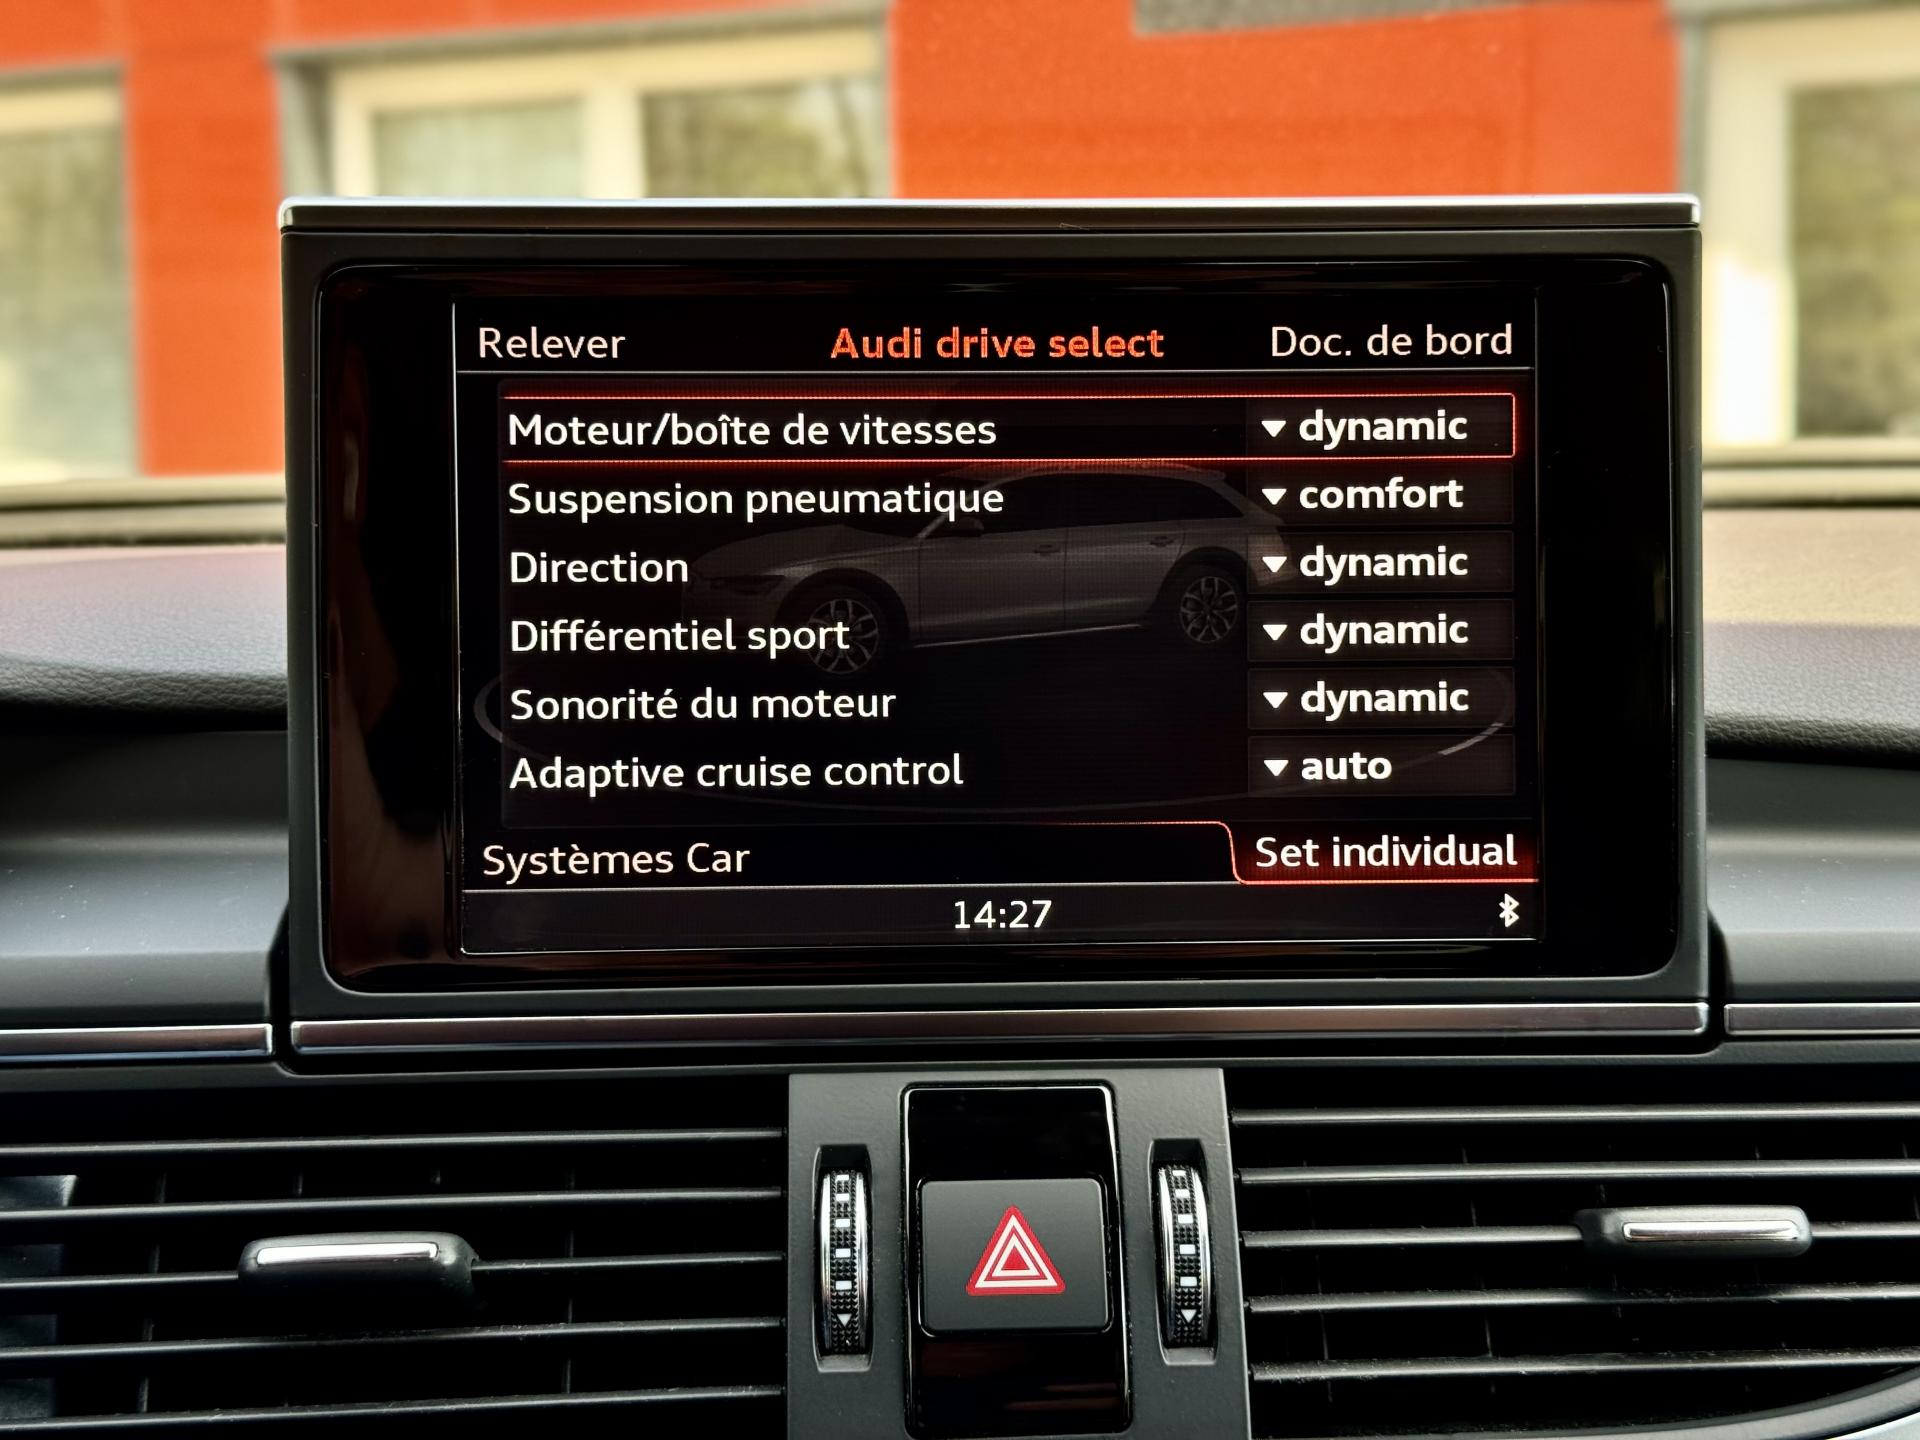 Relever Audi drive select Doc. de bord
Moteur/boîte de vitesses dynamic
Suspension pneumatique comfort
Direction dynamic
Différentiel sport dynamic
Sonorité du moteur dynamic
Adaptive cruise control auto
Systèmes Car Set individual
14:27